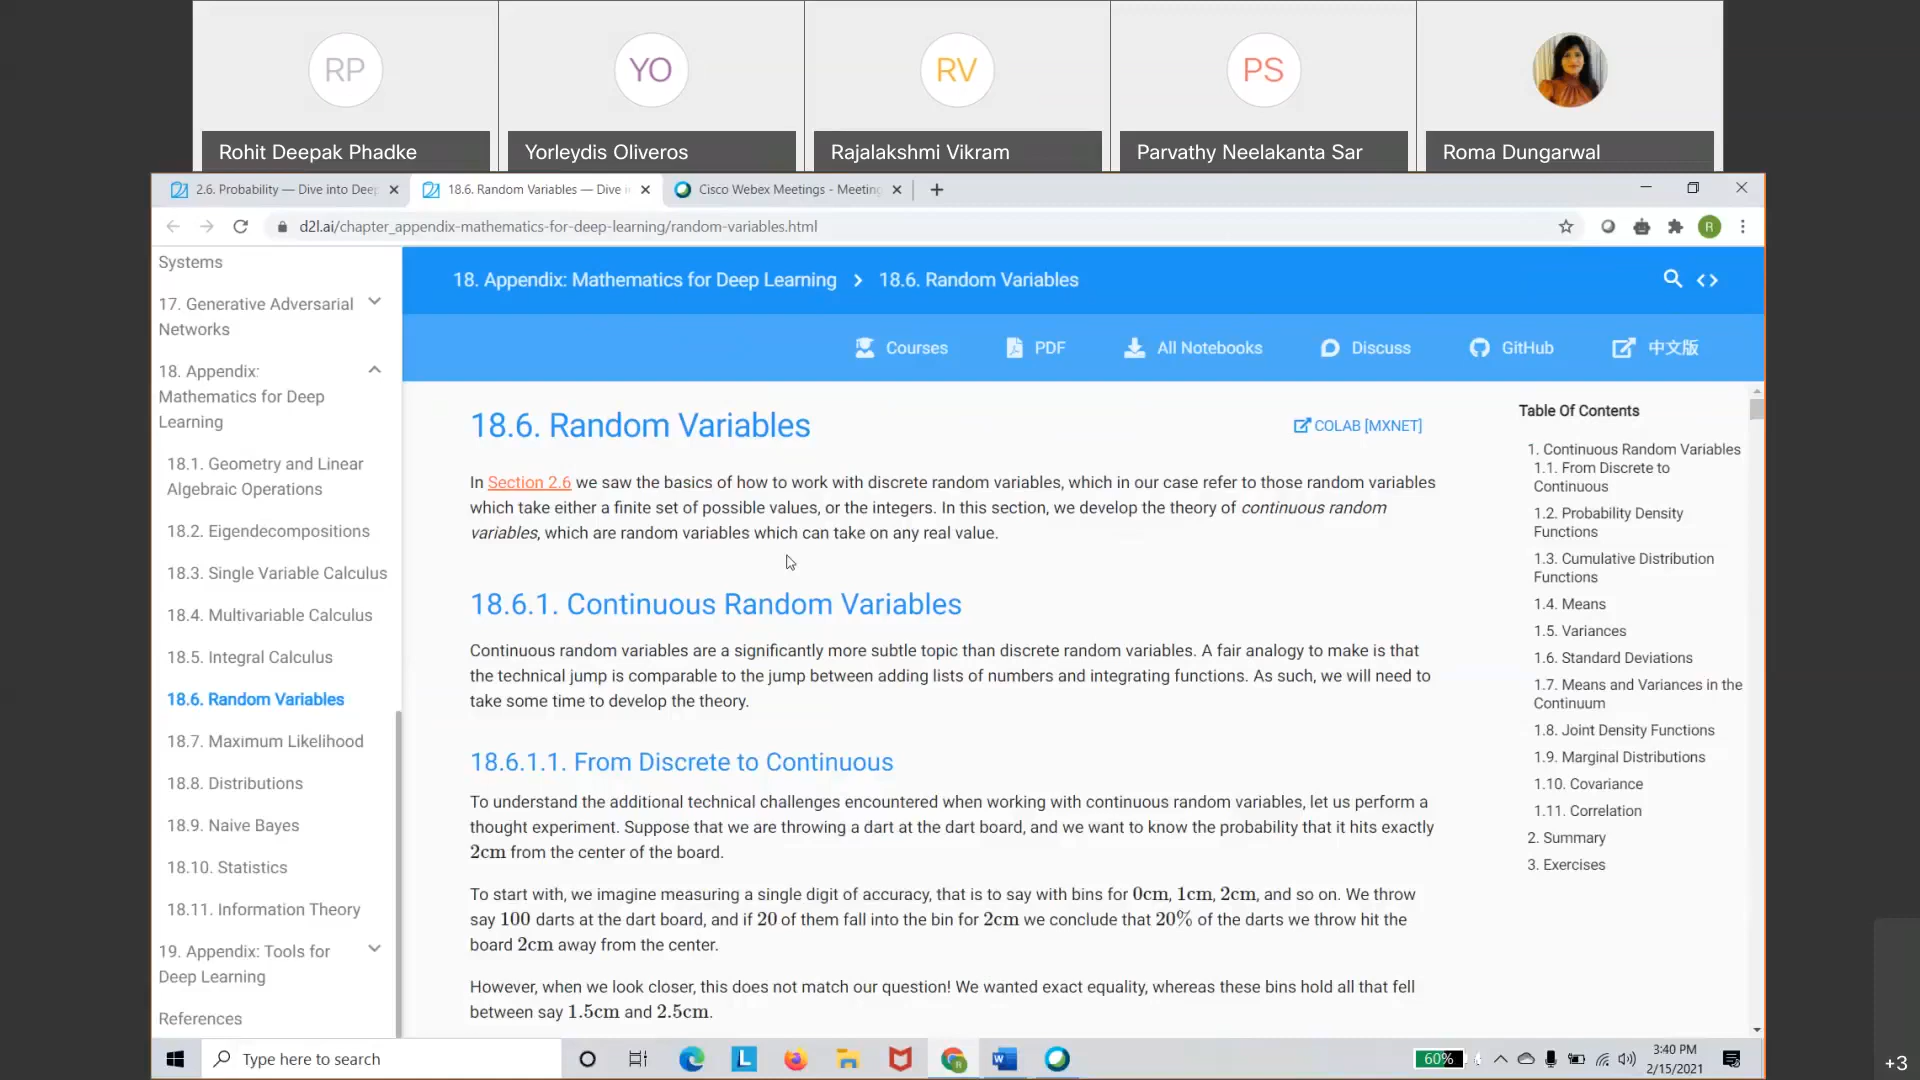 RP
YO
RV
PS
Rohit Deepak Phadke
Yorleydis Oliveros
Rajalakshmi Vikram
Parvathy Neelakanta Sar
Roma Dungarwal
2.6. Probability — Dive into Deep
18.6. Random Variables — Dive i
Cisco Webex Meetings - Meeting
d2l.ai/chapter_appendix-mathematics-for-deep-learning/random-variables.html
R
Systems
17. Generative Adversarial
Networks
18. Appendix:
Mathematics for Deep
Learning
18.1. Geometry and Linear
Algebraic Operations
18.2. Eigendecompositions
18.3. Single Variable Calculus
18.4. Multivariable Calculus
18.5. Integral Calculus
18.6. Random Variables
18.7. Maximum Likelihood
18.8. Distributions
18.9. Naive Bayes
18.10. Statistics
18.11. Information Theory
19. Appendix: Tools for
Deep Learning
References
18. Appendix: Mathematics for Deep Learning
18.6. Random Variables
Courses
PDF
All Notebooks
Discuss
GitHub
中文版
18.6. Random Variables
COLAB [MXNET]
In Section 2.6 we saw the basics of how to work with discrete random variables, which in our case refer to those random variables
which take either a finite set of possible values, or the integers. In this section, we develop the theory of continuous random
variables, which are random variables which can take on any real value.
18.6.1. Continuous Random Variables
Continuous random variables are a significantly more subtle topic than discrete random variables. A fair analogy to make is that
the technical jump is comparable to the jump between adding lists of numbers and integrating functions. As such, we will need to
take some time to develop the theory.
18.6.1.1. From Discrete to Continuous
To understand the additional technical challenges encountered when working with continuous random variables, let us perform a
thought experiment. Suppose that we are throwing a dart at the dart board, and we want to know the probability that it hits exactly
2cm from the center of the board.
To start with, we imagine measuring a single digit of accuracy, that is to say with bins for 0cm, 1cm, 2cm, and so on. We throw
say 100 darts at the dart board, and if 20 of them fall into the bin for 2cm we conclude that 20% of the darts we throw hit the
board 2cm away from the center.
However, when we look closer, this does not match our question! We wanted exact equality, whereas these bins hold all that fell
between say 1.5cm and 2.5cm.
Table Of Contents
1. Continuous Random Variables
1.1. From Discrete to
Continuous
1.2. Probability Density
Functions
1.3. Cumulative Distribution
Functions
1.4. Means
1.5. Variances
1.6. Standard Deviations
1.7. Means and Variances in the
Continuum
1.8. Joint Density Functions
1.9. Marginal Distributions
1.10. Covariance
1.11. Correlation
2. Summary
3. Exercises
Type here to search
L
W
60%
3:40 PM
2/15/2021
+3